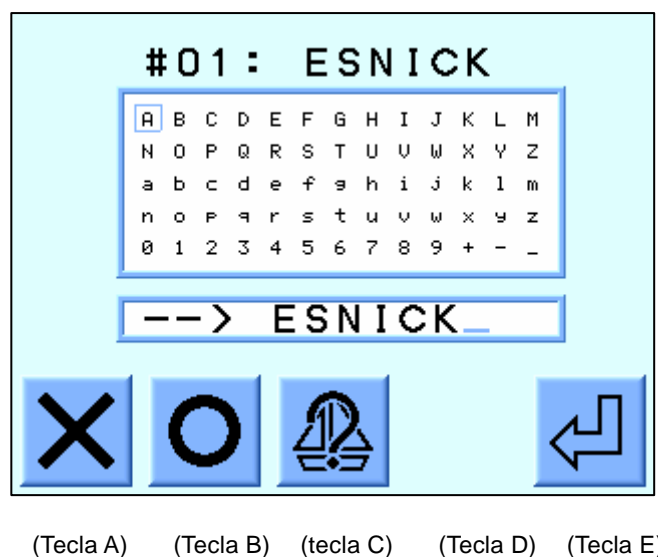 #01: ESNICK
A B C D E F G H I J K L M
N O P Q R S T U V W X Y Z
a b c d e f g h i j k l m
n o p q r s t u v w x y z
0 1 2 3 4 5 6 7 8 9 + - _
--> ESNICK_
(Tecla A) (Tecla B) (tecla C) (Tecla D) (Tecla E)